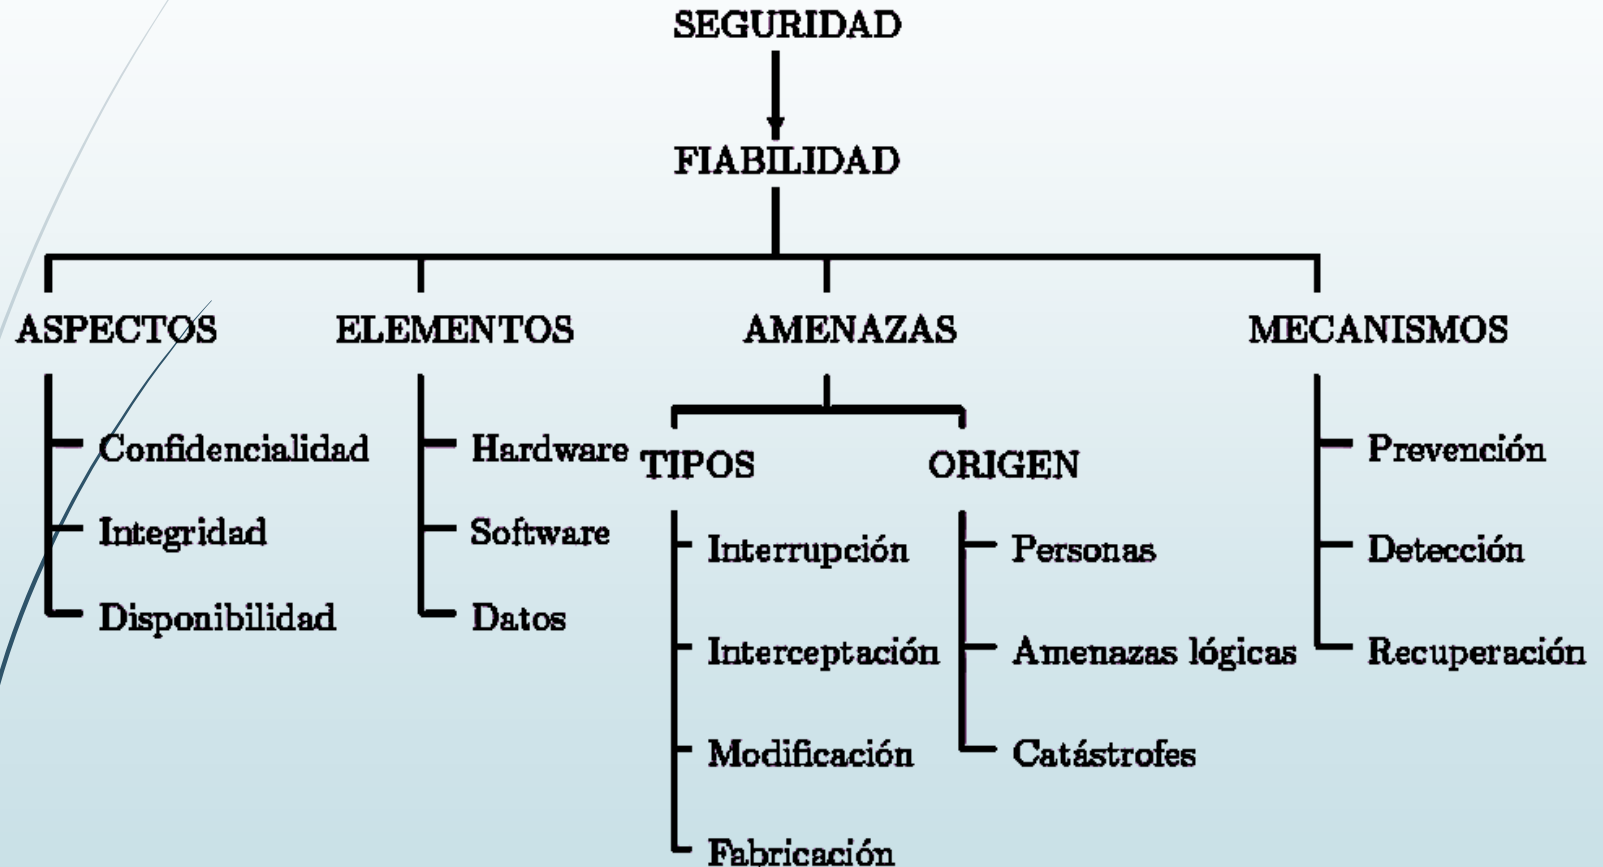 SEGURIDAD
FIABILIDAD
ASPECTOS
Confidencialidad
Integridad
Disponibilidad
ELEMENTOS
Hardware
Software
Datos
AMENAZAS
TIPOS
Interrupción
Interceptación
Modificación
Fabricación
ORIGEN
Personas
Amenazas lógicas
Catástrofes
MECANISMOS
Prevención
Detección
Recuperación